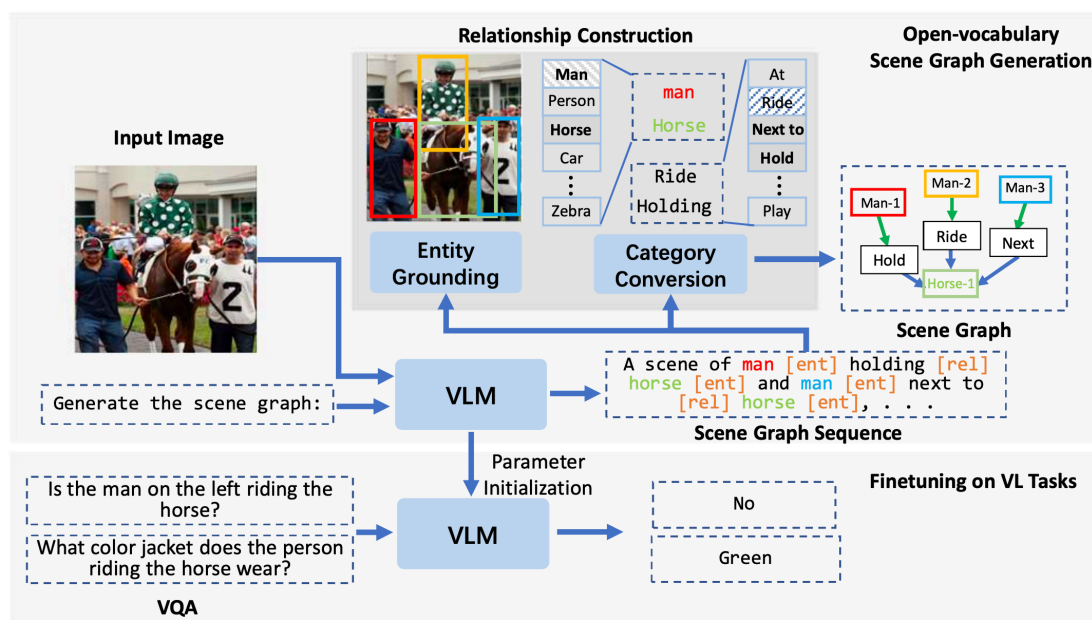 Open-vocabulary
Scene Graph Generation
Relationship Construction
Input Image
Man
Person
Horse
Car
Zebra
man
Horse
Ride
Holding
At
Ride
Next to
Hold
Play
2
2
Entity
Grounding
Category
Conversion
Man-1
Man-2
Man-3
Hold
Ride
Next
Horse-1
Scene Graph
Generate the scene graph:
VLM
A scene of man [ent] holding [rel]
horse [ent] and man [ent] next to
[rel] horse [ent], . . .
Scene Graph Sequence
Parameter
Initialization
Finetuning on VL Tasks
Is the man on the left riding the
horse?
What color jacket does the person
riding the horse wear?
VQA
VLM
No
Green